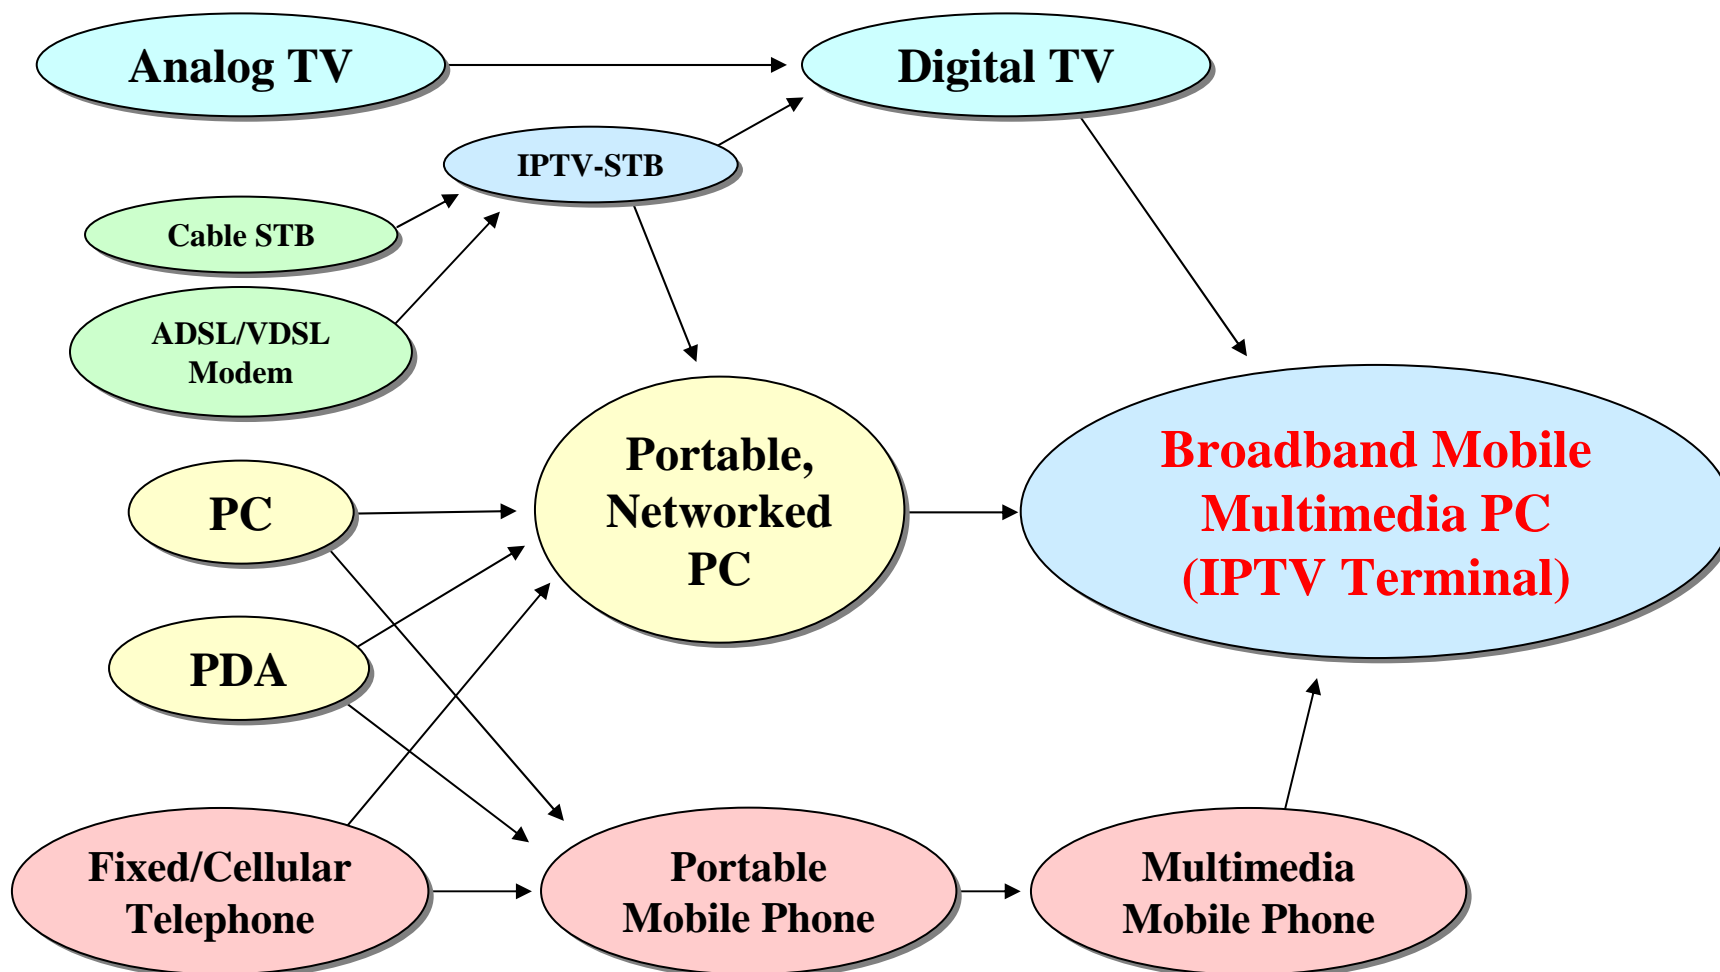 Analog TV
Digital TV
IPTV-STB
Cable STB
ADSL/VDSL
Modem
PC
Portable,
Networked
PC
Broadband Mobile
Multimedia PC
(IPTV Terminal)
PDA
Fixed/Cellular
Telephone
Portable
Mobile Phone
Multimedia
Mobile Phone